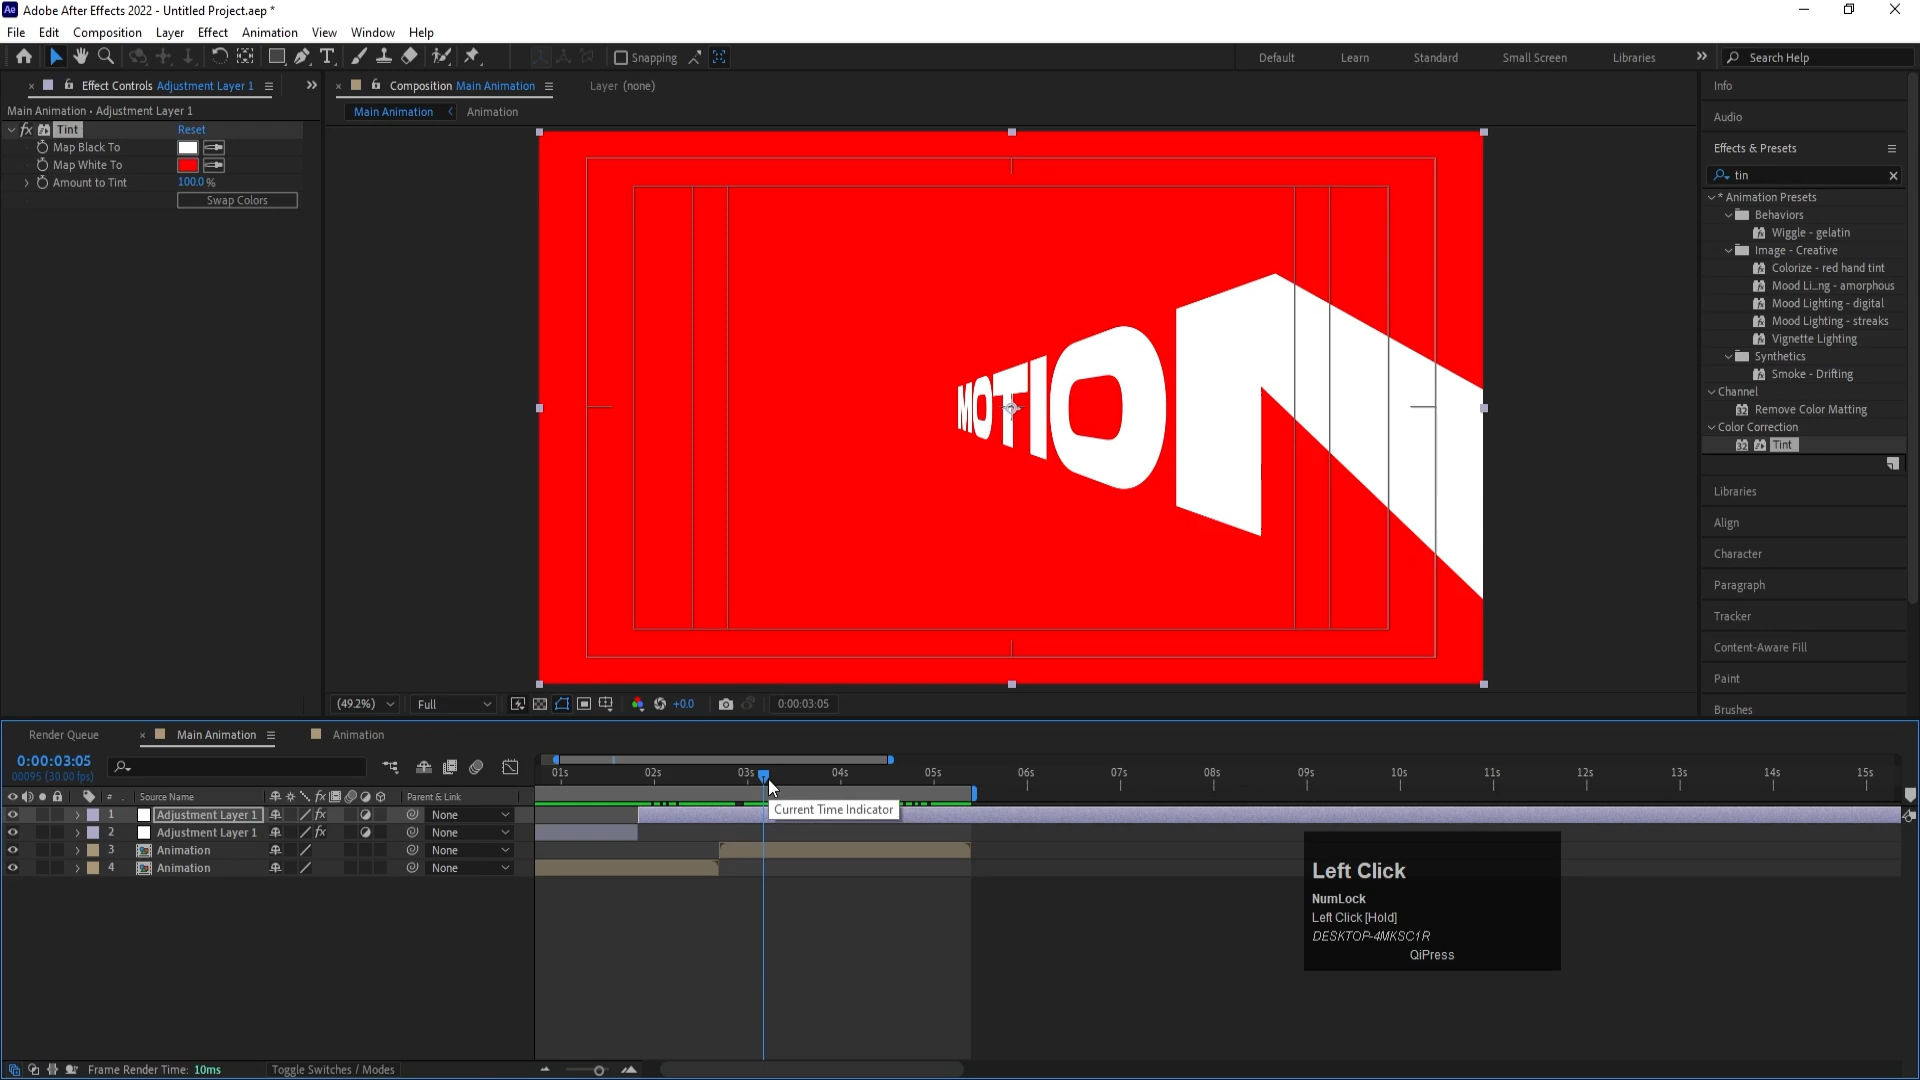 Adobe After Effects 2022 - Untitled Project.aep *
File Edit Composition Layer Effect Animation View Window Help
Snapping
Default Learn Standard Small Screen Libraries Search Help
Effect Controls Adjustment Layer 1
Main Animation • Adjustment Layer 1
fx Tint Reset
Map Black To
Map White To
Amount to Tint 100.0 %
Swap Colors
Composition Main Animation
Layer (none)
Main Animation Animation
MOTION
(49.2%) Full +0.0 0:00:03:05
Info
Audio
Effects & Presets
tin
* Animation Presets
Behaviors
Wiggle - gelatin
Image - Creative
Colorize - red hand tint
Mood Li...ng - amorphous
Mood Lighting - digital
Mood Lighting - streaks
Vignette Lighting
Synthetics
Smoke - Drifting
Channel
Remove Color Matting
Color Correction
Tint
Libraries
Align
Character
Paragraph
Tracker
Content-Aware Fill
Paint
Brushes
Render Queue Main Animation Animation
0:00:03:05
00095 (30.00 fps)
01s 02s 03s 04s 05s 06s 07s 08s 09s 10s 11s 12s 13s 14s 15s
# Source Name fx Parent & Link
1 Adjustment Layer 1 fx None
2 Adjustment Layer 1 fx None
3 Animation None
4 Animation None
Current Time Indicator
Left Click
NumLock
Left Click [Hold]
DESKTOP-4MKSC1R
QiPress
Frame Render Time: 10ms
Toggle Switches / Modes